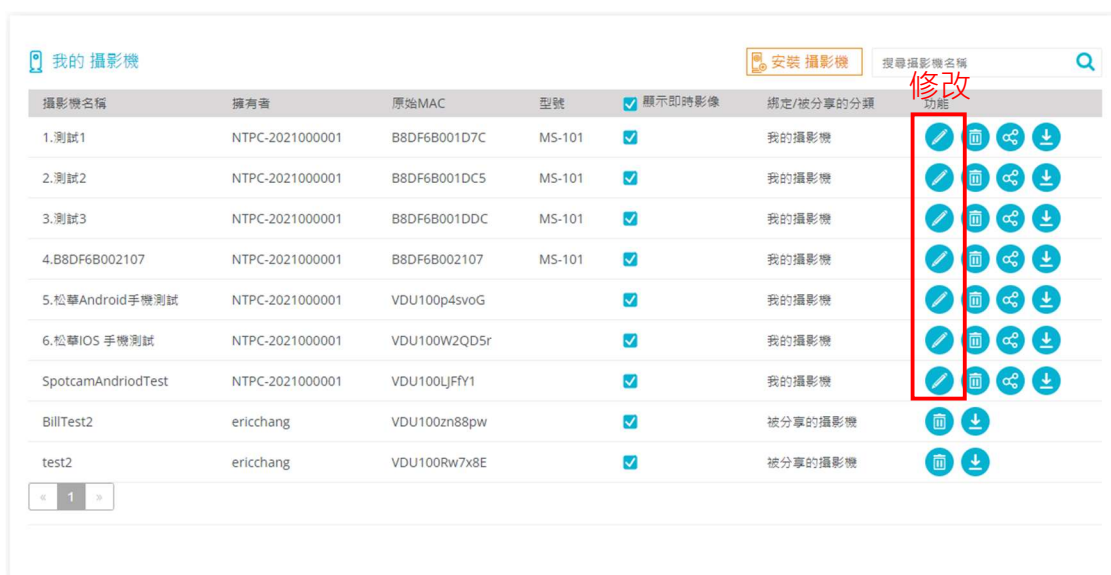 我的 攝影機
安裝 攝影機
搜尋攝影機名稱
修改
攝影機名稱 擁有者 原始MAC 型號 顯示即時影像 綁定/被分享的分類 功能
1.測試1 NTPC-2021000001 B8DF6B001D7C MS-101 我的攝影機
2.測試2 NTPC-2021000001 B8DF6B001DC5 MS-101 我的攝影機
3.測試3 NTPC-2021000001 B8DF6B001DDC MS-101 我的攝影機
4.B8DF6B002107 NTPC-2021000001 B8DF6B002107 MS-101 我的攝影機
5.松華Android手機測試 NTPC-2021000001 VDU100p4svoG 我的攝影機
6.松華IOS 手機測試 NTPC-2021000001 VDU100W2QD5r 我的攝影機
SpotcamAndriodTest NTPC-2021000001 VDU100LJFfY1 我的攝影機
BillTest2 ericchang VDU100zn88pw 被分享的攝影機
test2 ericchang VDU100Rw7x8E 被分享的攝影機
« 1 »